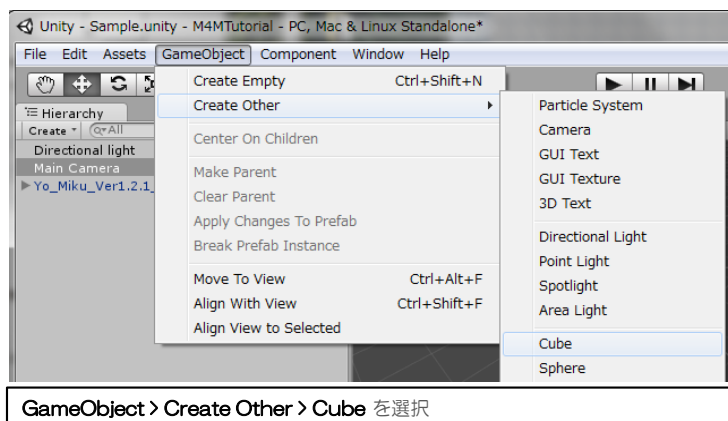 Unity - Sample.unity - M4MTutorial - PC, Mac & Linux Standalone*
File Edit Assets GameObject Component Window Help
Hierarchy
Create All
Directional light
Main Camera
Yo_Miku_Ver1.2.1_
Create Empty Ctrl+Shift+N
Create Other
Center On Children
Make Parent
Clear Parent
Apply Changes To Prefab
Break Prefab Instance
Move To View Ctrl+Alt+F
Align With View Ctrl+Shift+F
Align View to Selected
Particle System
Camera
GUI Text
GUI Texture
3D Text
Directional Light
Point Light
Spotlight
Area Light
Cube
Sphere
GameObject > Create Other > Cube を選択